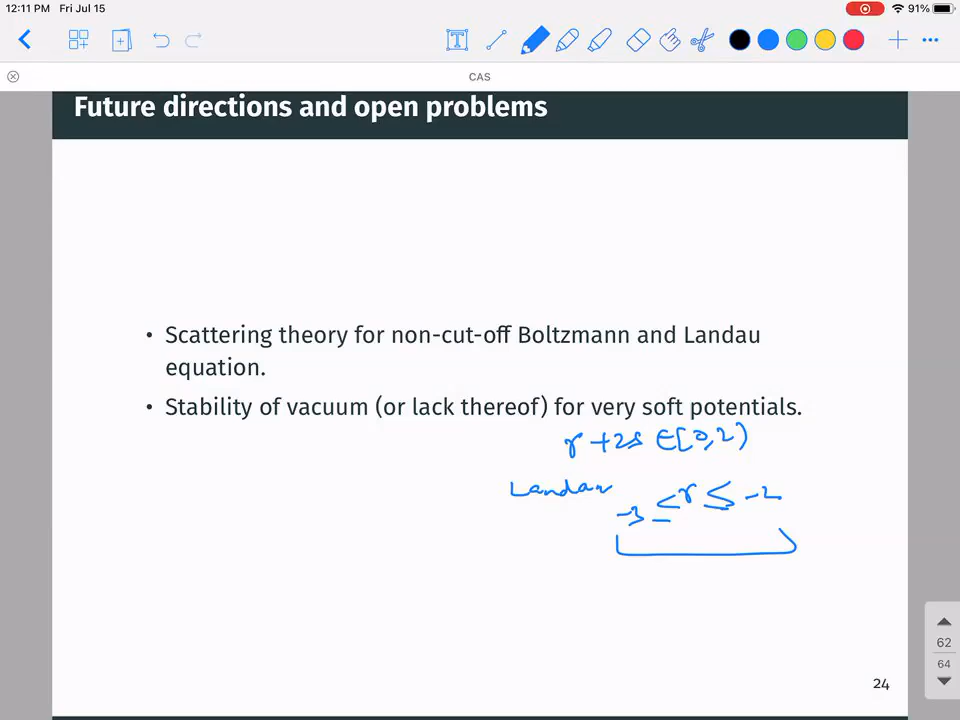 12:11 PM Fri Jul 15
91%
CAS
Future directions and open problems
• Scattering theory for non-cut-off Boltzmann and Landau
equation.
• Stability of vacuum (or lack thereof) for very soft potentials.
γ + 2s ∈ [0, 2)
Landau
-3 ≤ γ ≤ -2
62
64
24